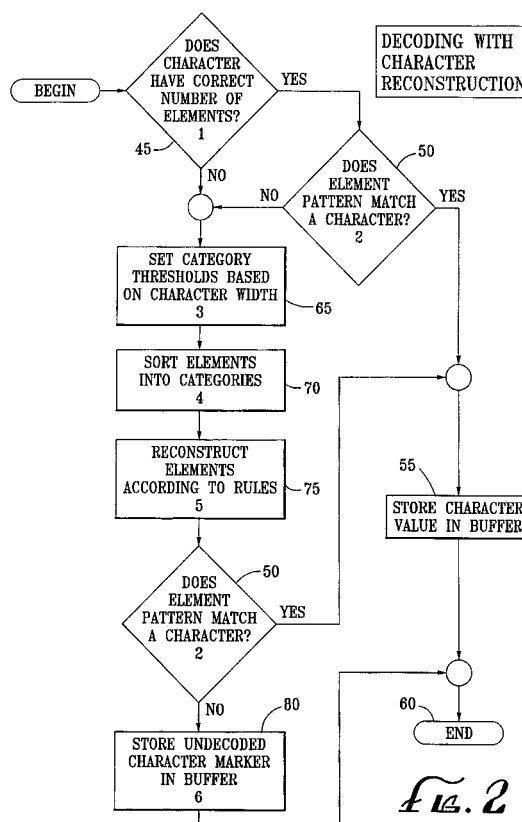 DECODING WITH
CHARACTER
RECONSTRUCTION
BEGIN
DOES
CHARACTER
HAVE CORRECT
NUMBER OF
ELEMENTS?
1
45
YES
NO
50
DOES
ELEMENT
PATTERN MATCH
A CHARACTER?
2
NO
YES
SET CATEGORY
THRESHOLDS BASED
ON CHARACTER WIDTH
3
65
SORT ELEMENTS
INTO CATEGORIES
4
70
RECONSTRUCT
ELEMENTS
ACCORDING TO RULES
5
75
55
STORE CHARACTER
VALUE IN BUFFER
50
DOES
ELEMENT
PATTERN MATCH
A CHARACTER?
2
YES
NO
80
STORE UNDECODED
CHARACTER MARKER
IN BUFFER
6
60
END
FIG. 2